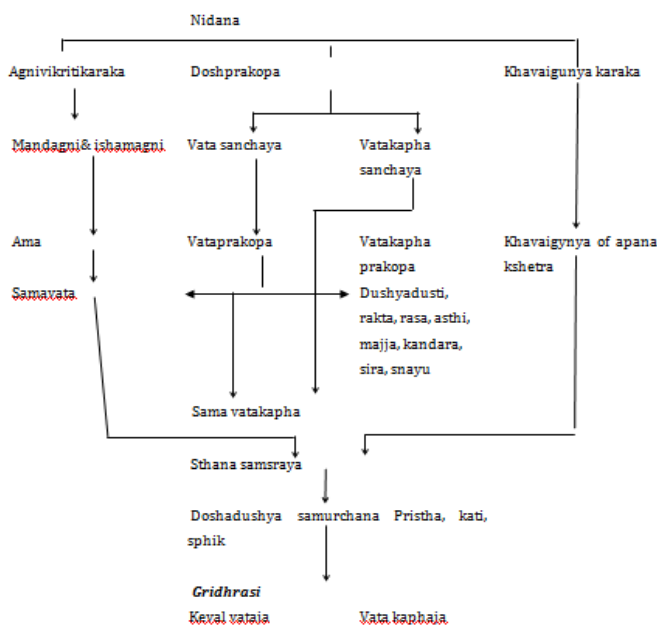 Nidana
Agnivikritikaraka
Doshprakopa
Khavaigunya karaka
Mandagni& ishamagni
Vata sanchaya
Vatakapha
sanchaya
Ama
Vataprakopa
Vatakapha
prakopa
Khavaigynya of apana
kshetra
Samavata
Dushyadusti,
rakta, rasa, asthi,
majja, kandara,
sira, snayu
Sama vatakapha
Sthana samsraya
Doshadushya samurchana Pristha, kati,
sphik
Gridhrasi
Keval vataja
Vata kaphaja